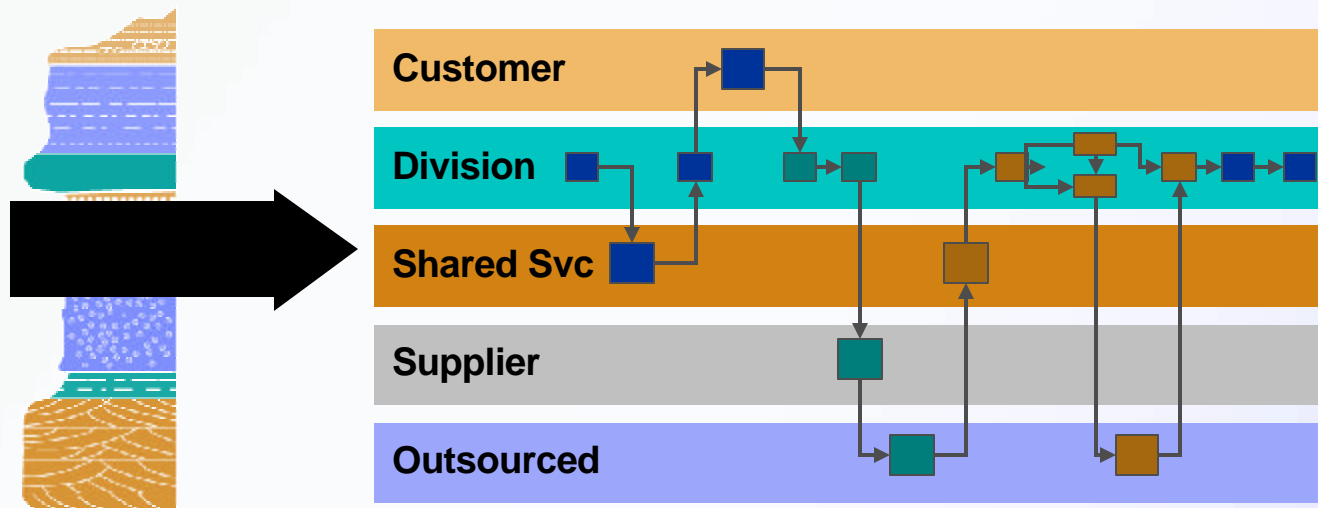 Customer
Division
Shared Svc
Supplier
Outsourced